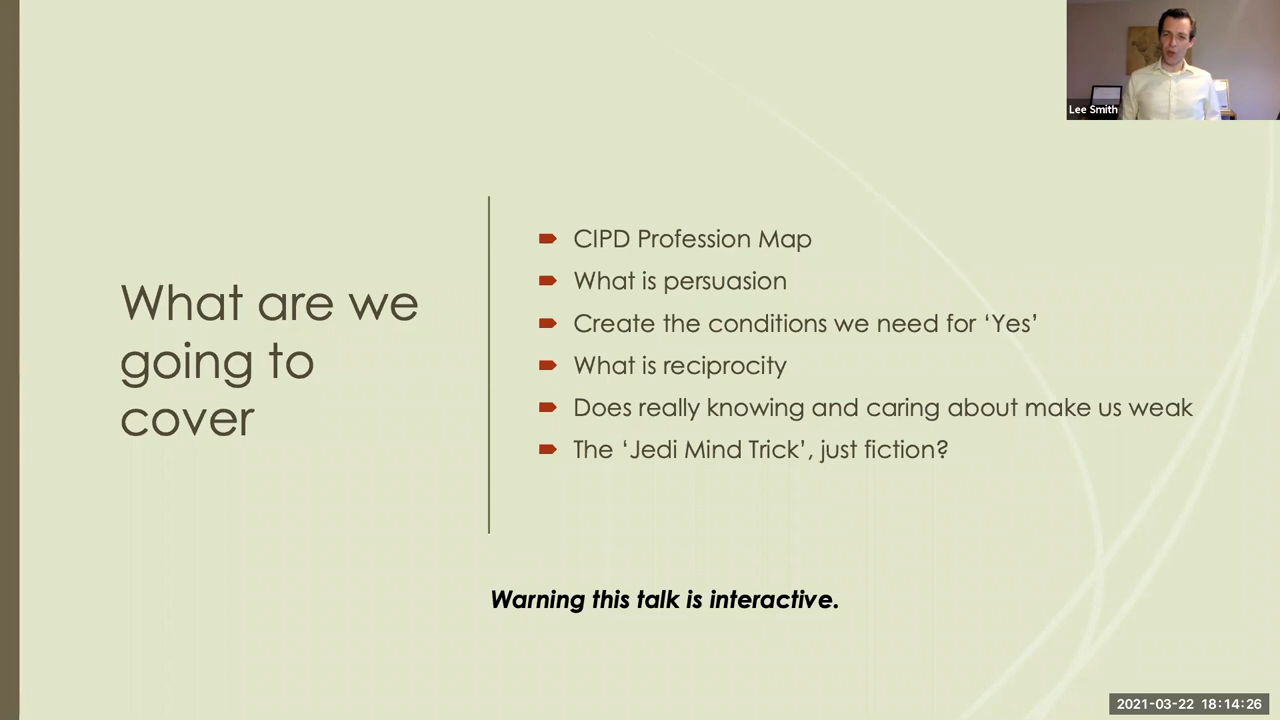 Lee Smith
What are we
going to
cover
CIPD Profession Map
What is persuasion
Create the conditions we need for ‘Yes’
What is reciprocity
Does really knowing and caring about make us weak
The ‘Jedi Mind Trick’, just fiction?
Warning this talk is interactive.
2021-03-22 18:14:26